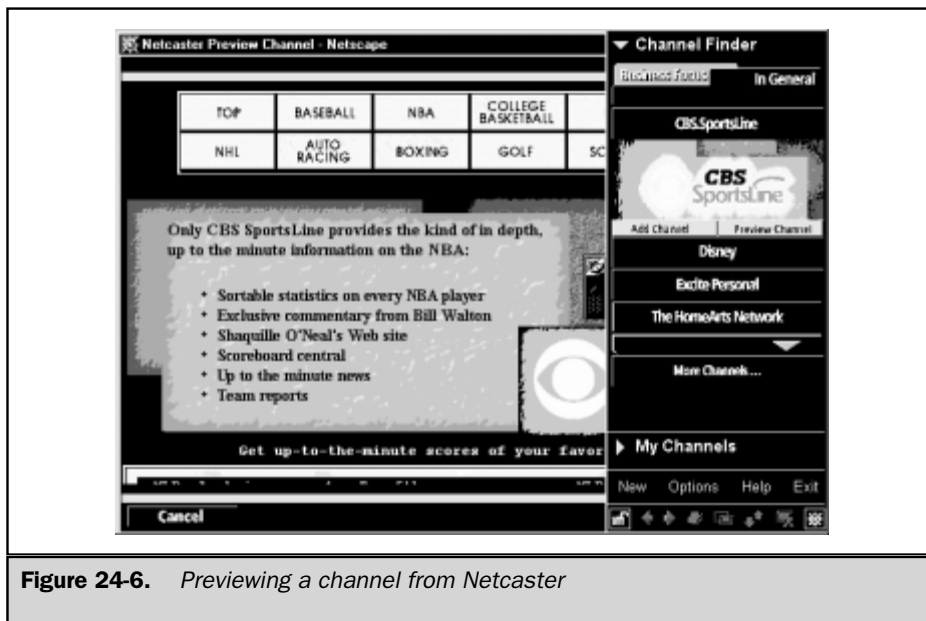 Netcaster Preview Channel - Netscape
TOP BASEBALL NBA COLLEGE BASKETBALL
NHL AUTO RACING BOXING GOLF SC
Only CBS SportsLine provides the kind of in depth,
up to the minute information on the NBA:
Sortable statistics on every NBA player
Exclusive commentary from Bill Walton
Shaquille O'Neal's Web site
Scoreboard central
Up to the minute news
Team reports
Get up-to-the-minute scores of your favor
Cancel
Channel Finder
Business Focus In General
CBS.SportsLine
CBS
SportsLine
Add Channel Preview Channel
Disney
Excite Personal
The HomeArts Network
More Channels...
My Channels
New Options Help Exit
Figure 24-6. Previewing a channel from Netcaster